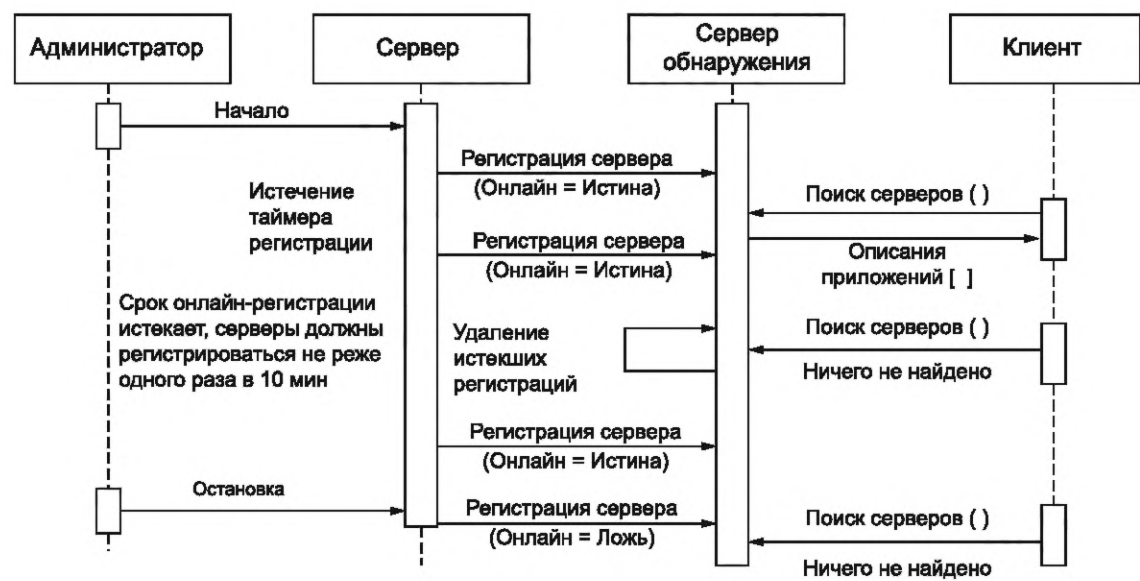 Администратор
Сервер
Сервер
обнаружения
Клиент
Начало
Регистрация сервера
(Онлайн = Истина)
Истечение
таймера
регистрации
Поиск серверов ( )
Регистрация сервера
(Онлайн = Истина)
Описания
приложений [ ]
Срок онлайн-регистрации
истекает, серверы должны
регистрироваться не реже
одного раза в 10 мин
Удаление
истекших
регистраций
Поиск серверов ( )
Ничего не найдено
Регистрация сервера
(Онлайн = Истина)
Остановка
Регистрация сервера
(Онлайн = Ложь)
Поиск серверов ( )
Ничего не найдено